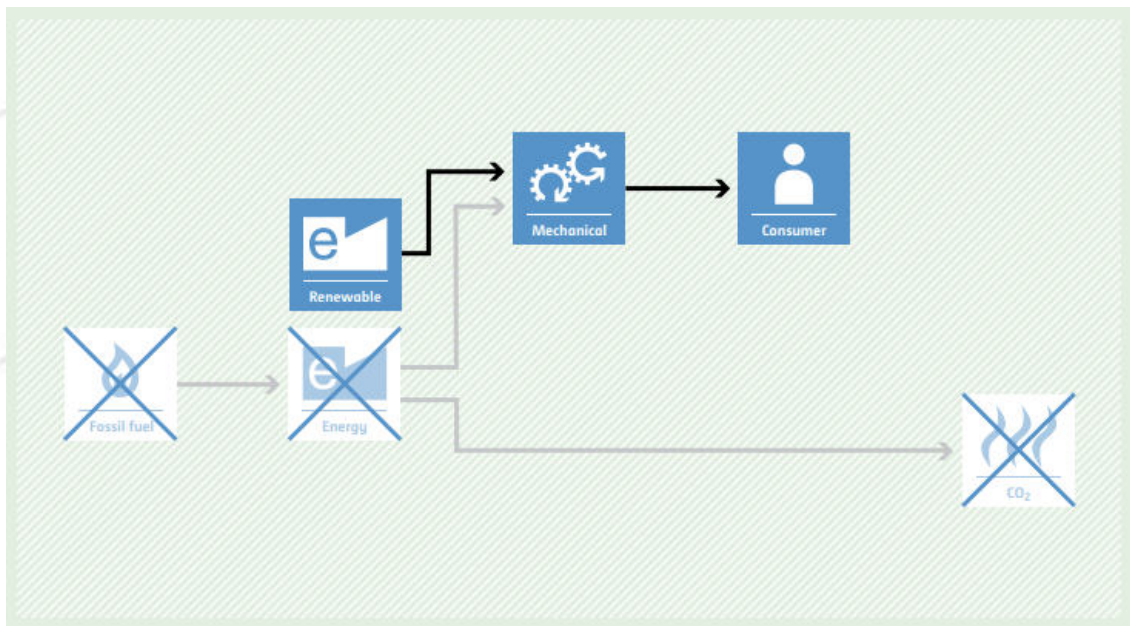 Mechanical
Consumer
e
Renewable
e
Fossil fuel
Energy
CO₂